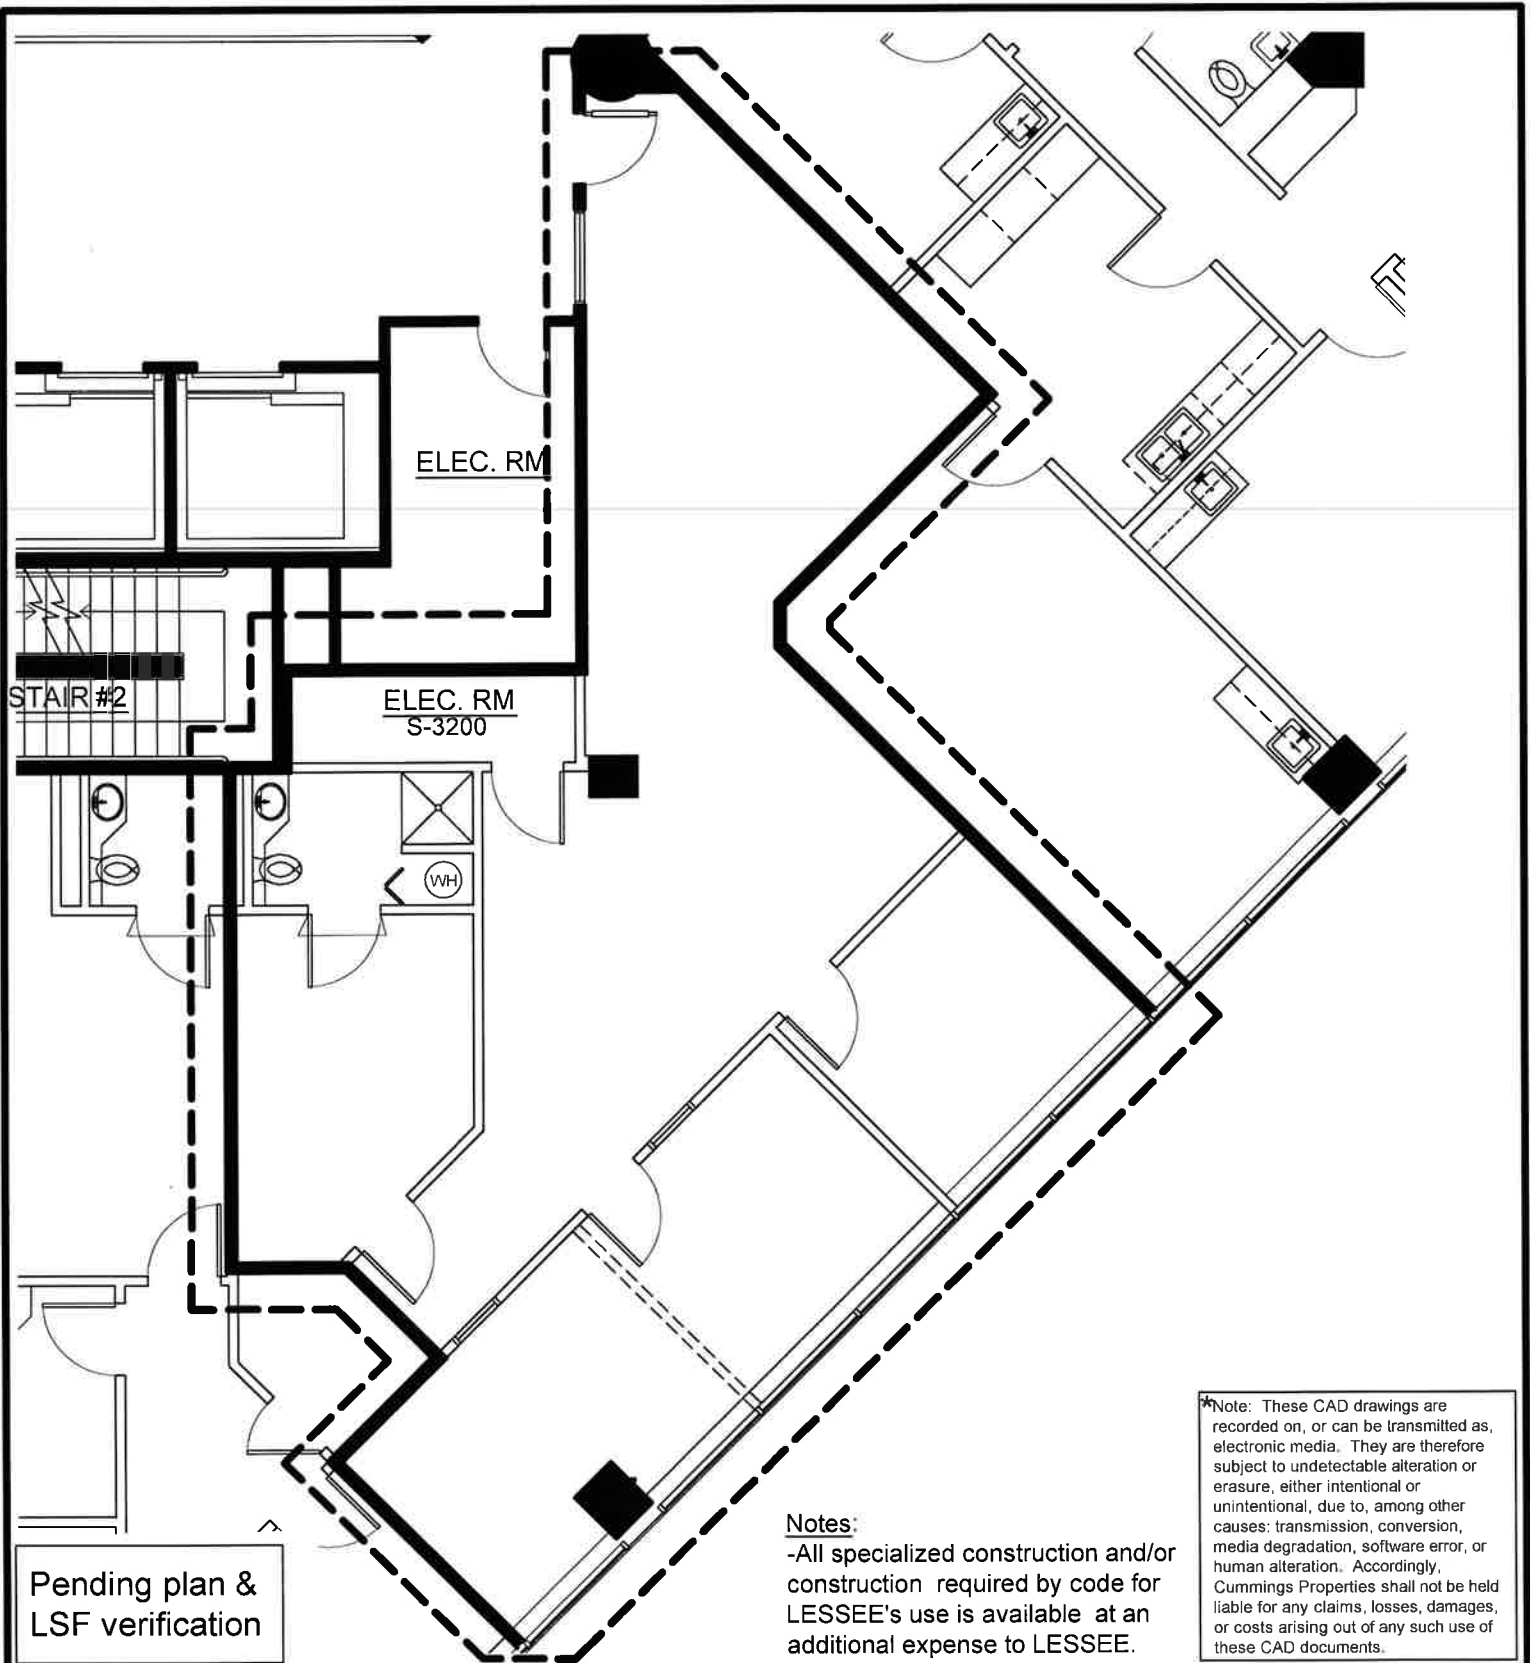 ELEC. RM
STAIR #2
ELEC. RM
S-3200
WH
Pending plan &
LSF verification
Notes:
-All specialized construction and/or
construction required by code for
LESSEE's use is available at an
additional expense to LESSEE.
*Note: These CAD drawings are
recorded on, or can be transmitted as,
electronic media. They are therefore
subject to undetectable alteration or
erasure, either intentional or
unintentional, due to, among other
causes: transmission, conversion,
media degradation, software error, or
human alteration. Accordingly,
Cummings Properties shall not be held
liable for any claims, losses, damages,
or costs arising out of any such use of
these CAD documents.